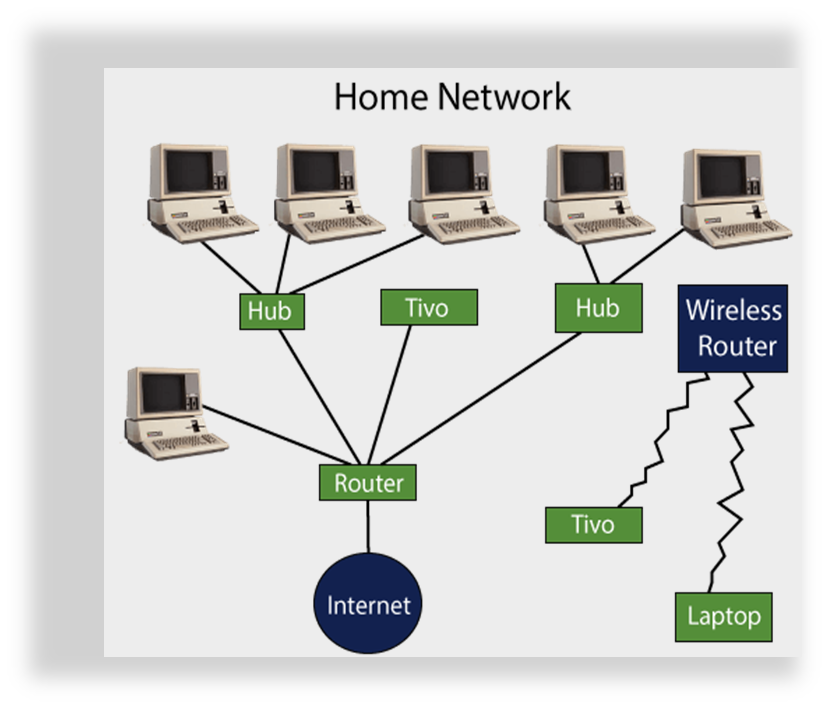 Home Network
Hub
Tivo
Hub
Wireless
Router
Router
Tivo
Internet
Laptop